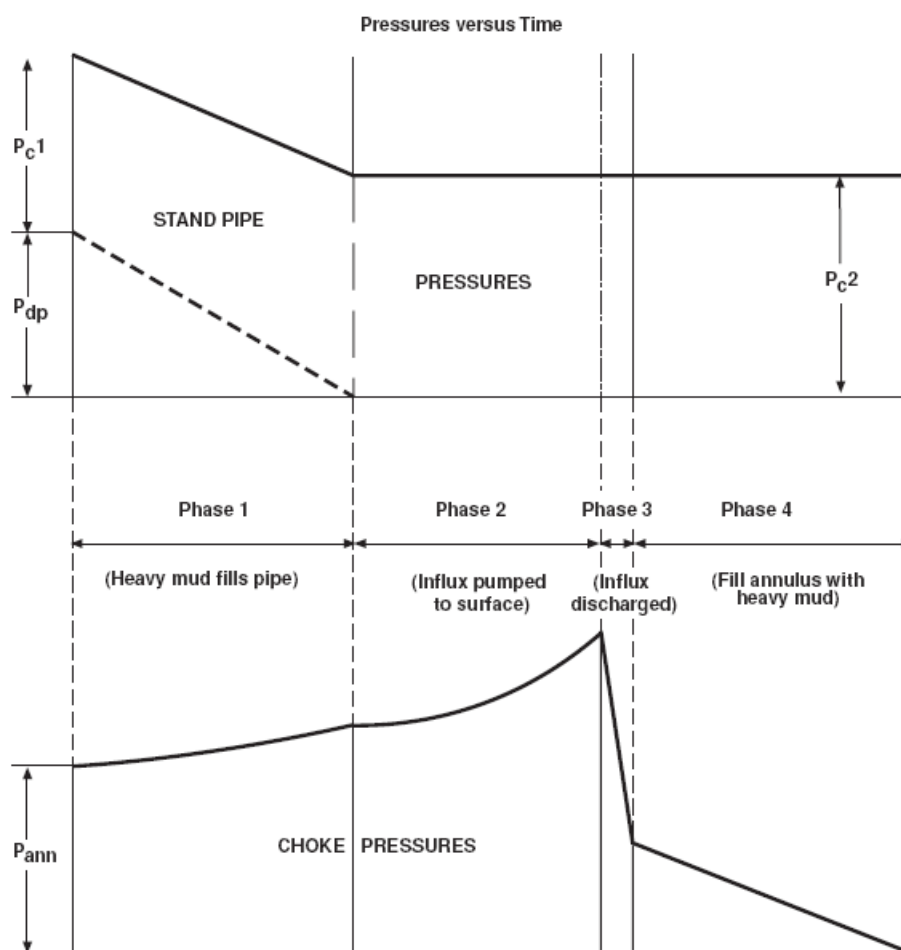 Pressures versus Time
Pc1
STAND PIPE
PRESSURES
Pc2
Pdp
Phase 1
Phase 2
Phase 3
Phase 4
(Heavy mud fills pipe)
(Influx pumped
to surface)
(Influx
discharged)
(Fill annulus with
heavy mud)
Pann
CHOKE PRESSURES